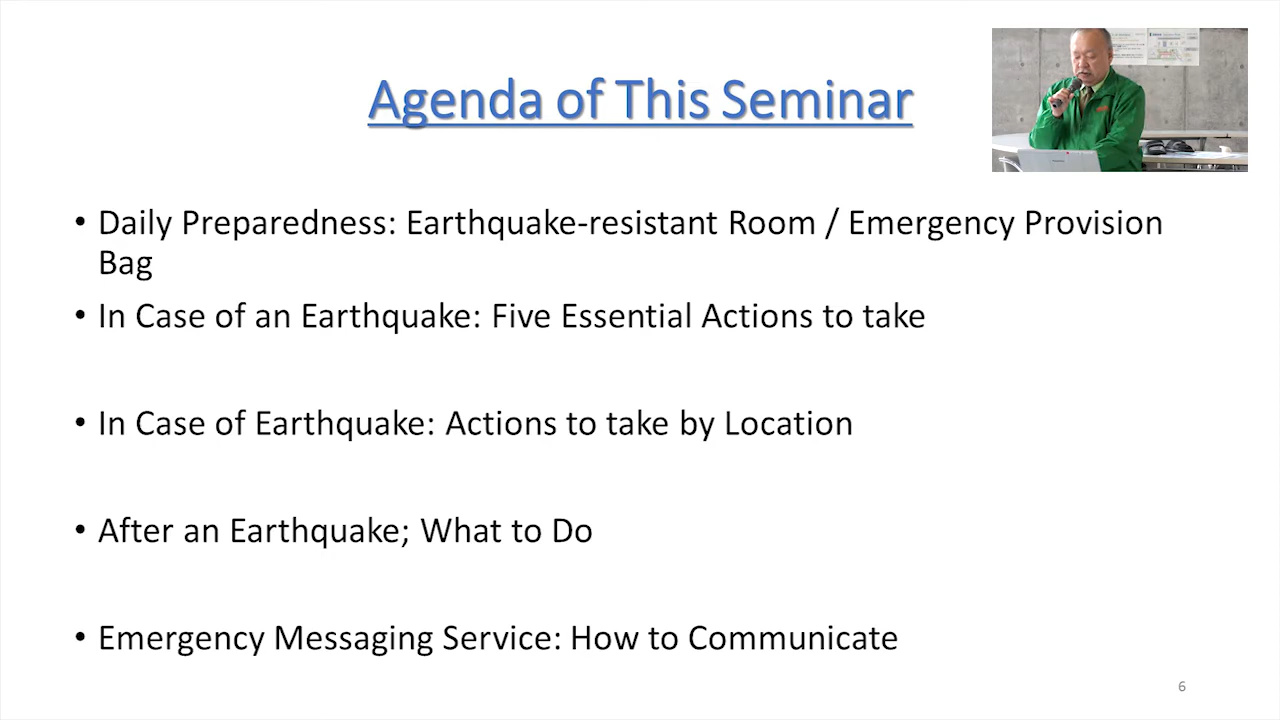 Agenda of This Seminar
• Daily Preparedness: Earthquake-resistant Room / Emergency Provision
Bag
• In Case of an Earthquake: Five Essential Actions to take
• In Case of Earthquake: Actions to take by Location
• After an Earthquake; What to Do
• Emergency Messaging Service: How to Communicate
6